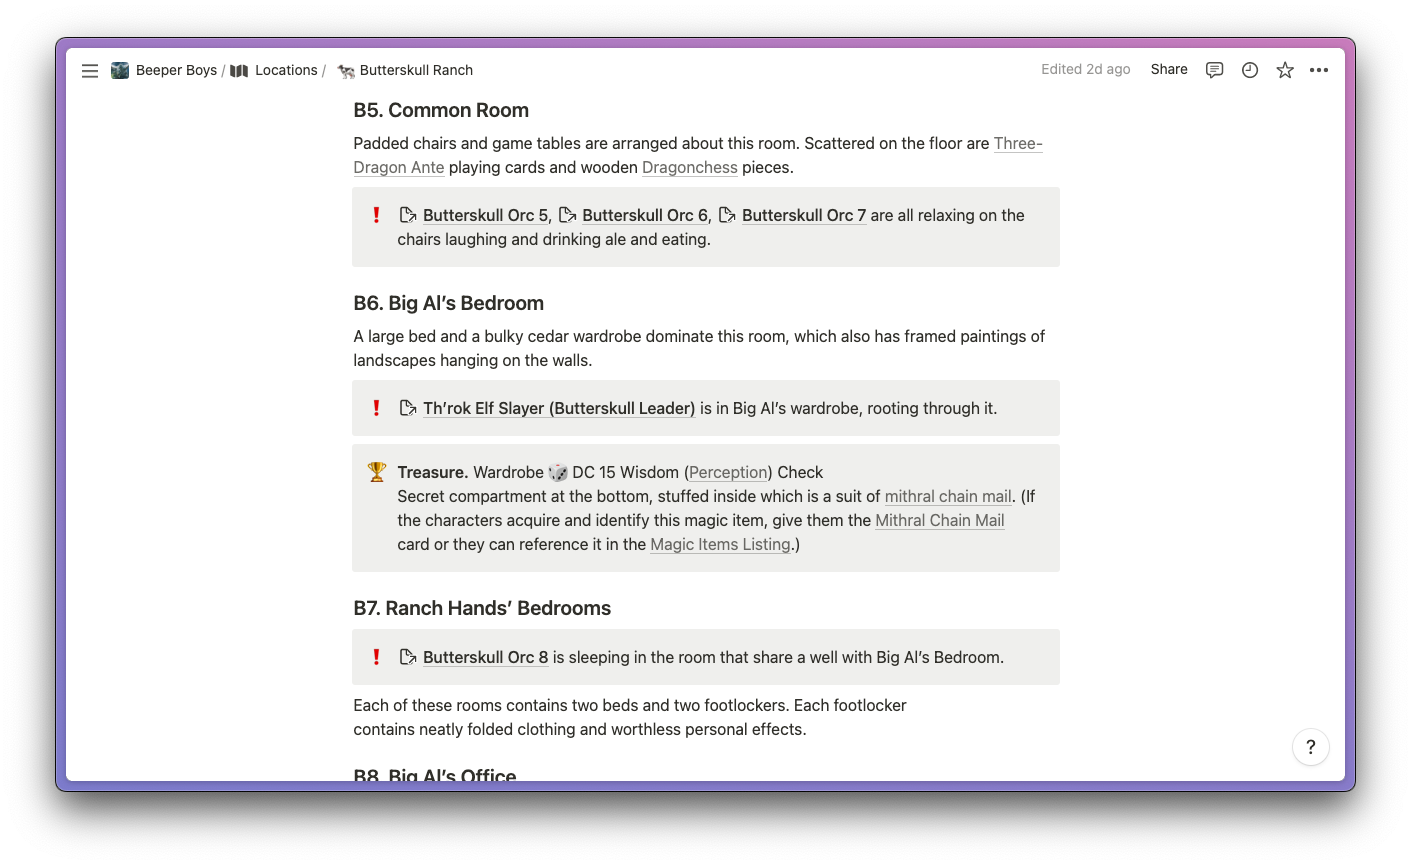 Beeper Boys / Locations / Butterskull Ranch
Edited 2d ago Share
B5. Common Room
Padded chairs and game tables are arranged about this room. Scattered on the floor are Three-
Dragon Ante playing cards and wooden Dragonchess pieces.
Butterskull Orc 5, Butterskull Orc 6, Butterskull Orc 7 are all relaxing on the
chairs laughing and drinking ale and eating.
B6. Big Al’s Bedroom
A large bed and a bulky cedar wardrobe dominate this room, which also has framed paintings of
landscapes hanging on the walls.
Th’rok Elf Slayer (Butterskull Leader) is in Big Al’s wardrobe, rooting through it.
Treasure. Wardrobe 🎲 DC 15 Wisdom (Perception) Check
Secret compartment at the bottom, stuffed inside which is a suit of mithral chain mail. (If
the characters acquire and identify this magic item, give them the Mithral Chain Mail
card or they can reference it in the Magic Items Listing.)
B7. Ranch Hands’ Bedrooms
Butterskull Orc 8 is sleeping in the room that share a well with Big Al’s Bedroom.
Each of these rooms contains two beds and two footlockers. Each footlocker
contains neatly folded clothing and worthless personal effects.
?
B8. Big Al’s Office